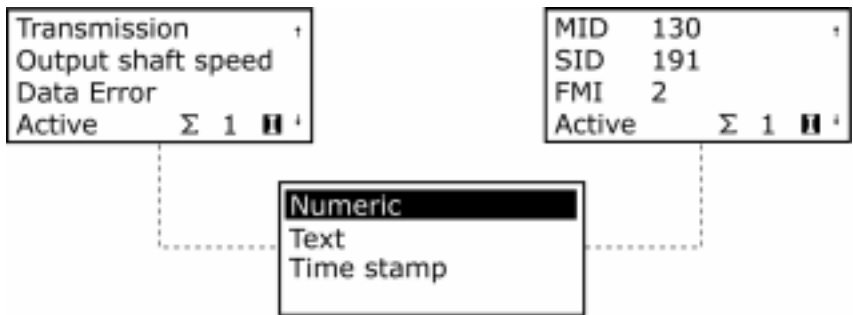 Transmission
Output shaft speed
Data Error
Active Σ 1
MID 130
SID 191
FMI 2
Active Σ 1
Numeric
Text
Time stamp